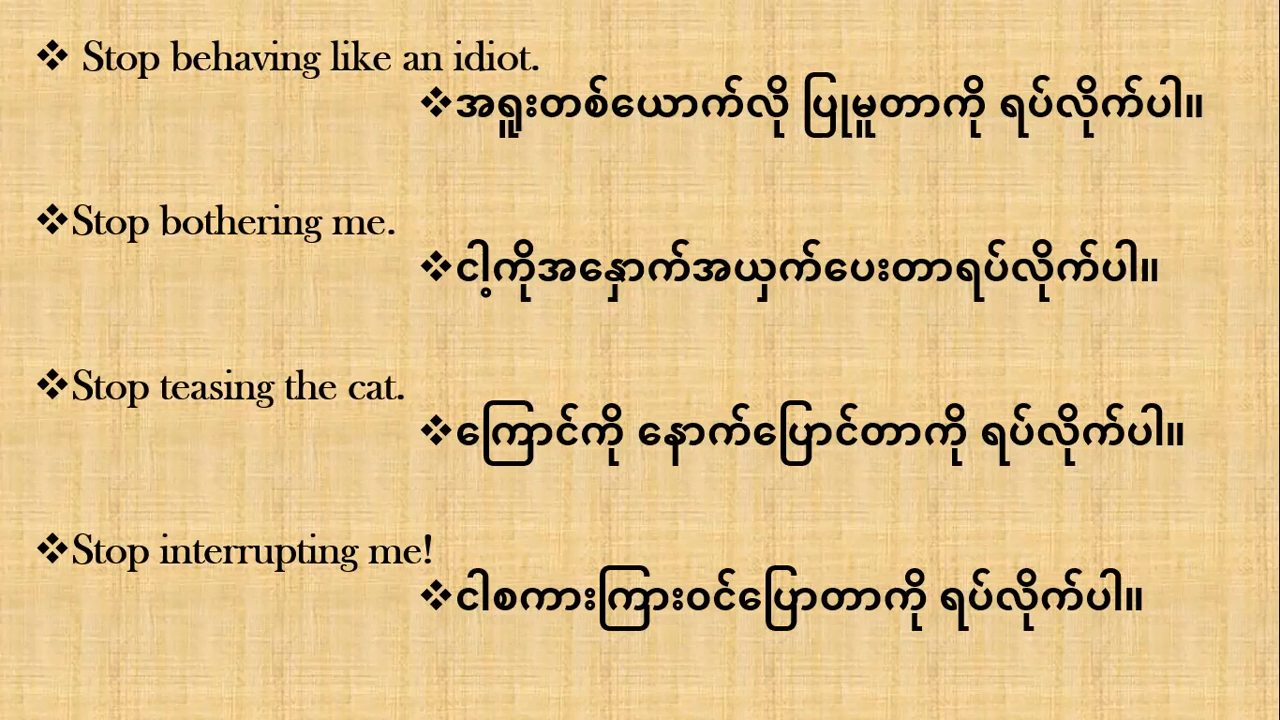 ❖ Stop behaving like an idiot.
❖အရူးတစ်ယောက်လို ပြုမူတာကို ရပ်လိုက်ပါ။
❖Stop bothering me.
❖ငါ့ကိုအနှောက်အယှက်ပေးတာရပ်လိုက်ပါ။
❖Stop teasing the cat.
❖ကြောင်ကို နောက်ပြောင်တာကို ရပ်လိုက်ပါ။
❖Stop interrupting me!
❖ငါစကားကြားဝင်ပြောတာကို ရပ်လိုက်ပါ။